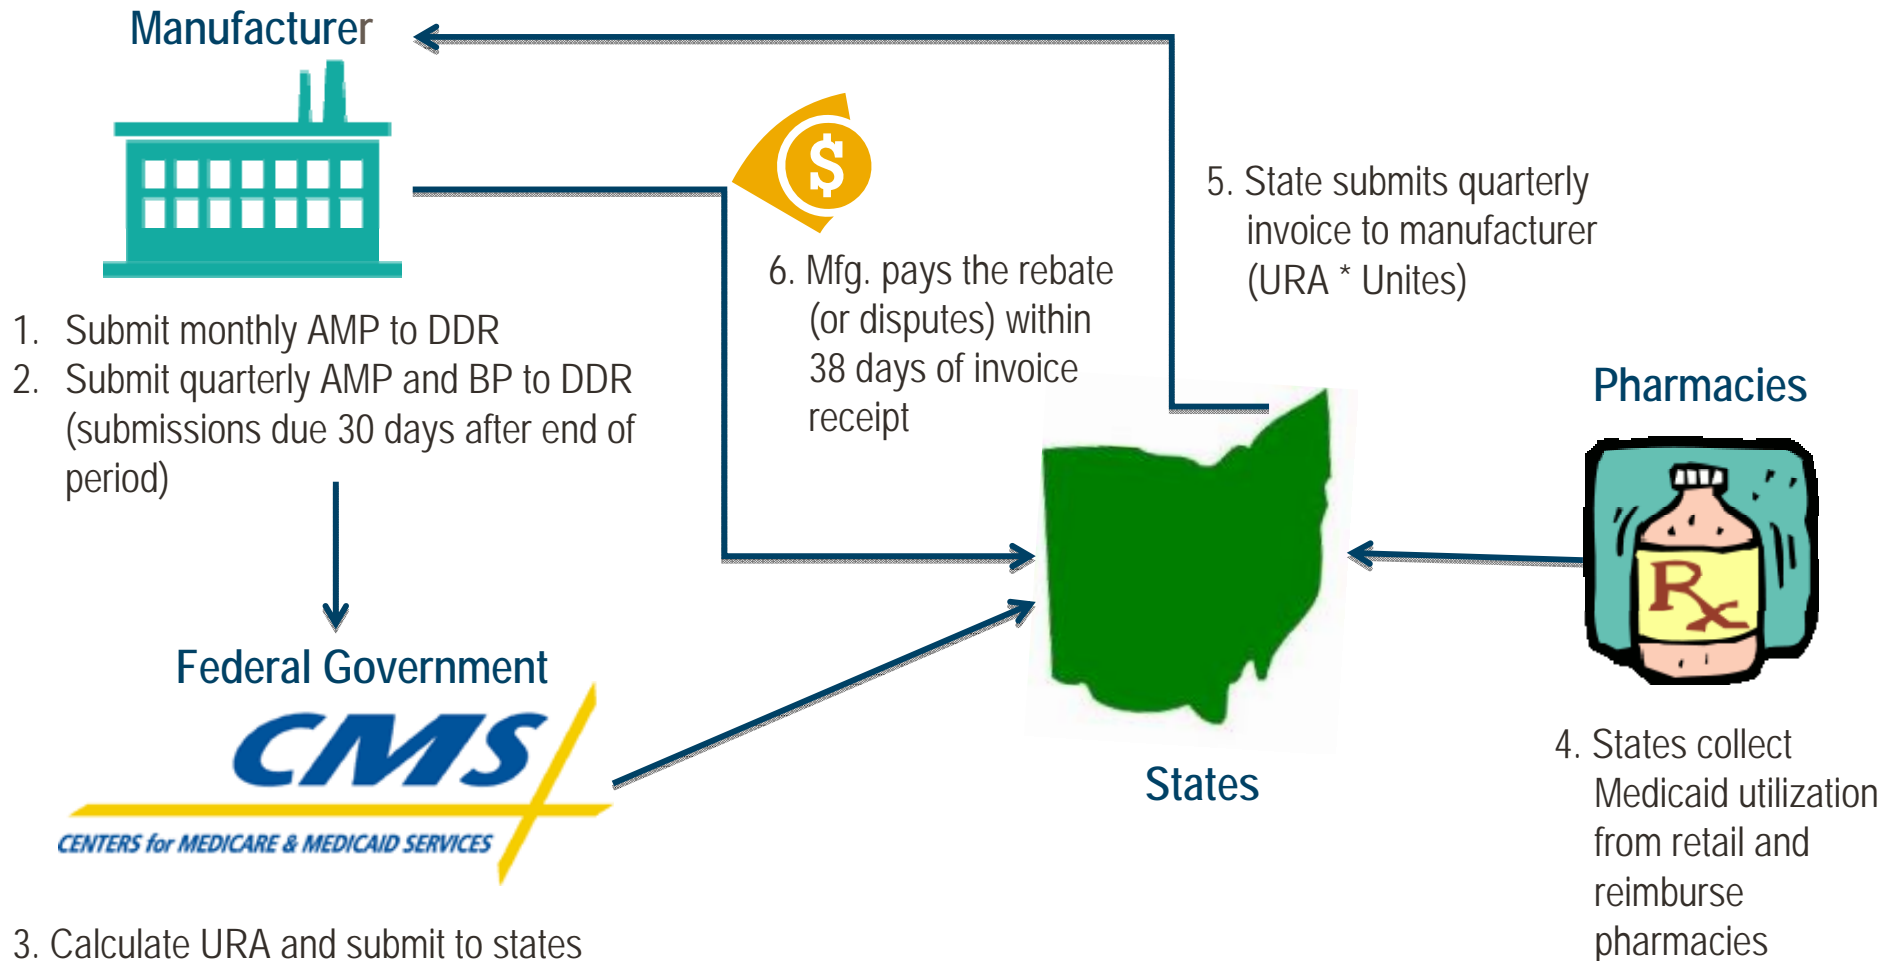 Manufacturer
$
5. State submits quarterly
invoice to manufacturer
(URA * Unites)
6. Mfg. pays the rebate
(or disputes) within
38 days of invoice
receipt
1. Submit monthly AMP to DDR
2. Submit quarterly AMP and BP to DDR
(submissions due 30 days after end of
period)
Pharmacies
Rx
Federal Government
CMS
CENTERS for MEDICARE & MEDICAID SERVICES
States
4. States collect
Medicaid utilization
from retail and
reimburse
pharmacies
3. Calculate URA and submit to states